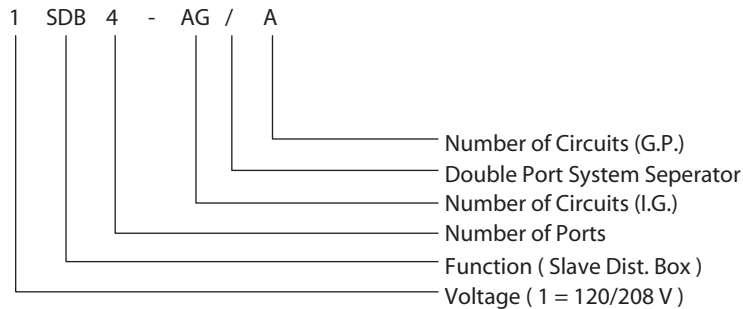 1 SDB 4 - AG / A
Number of Circuits (G.P.)
Double Port System Seperator
Number of Circuits (I.G.)
Number of Ports
Function ( Slave Dist. Box )
Voltage ( 1 = 120/208 V )